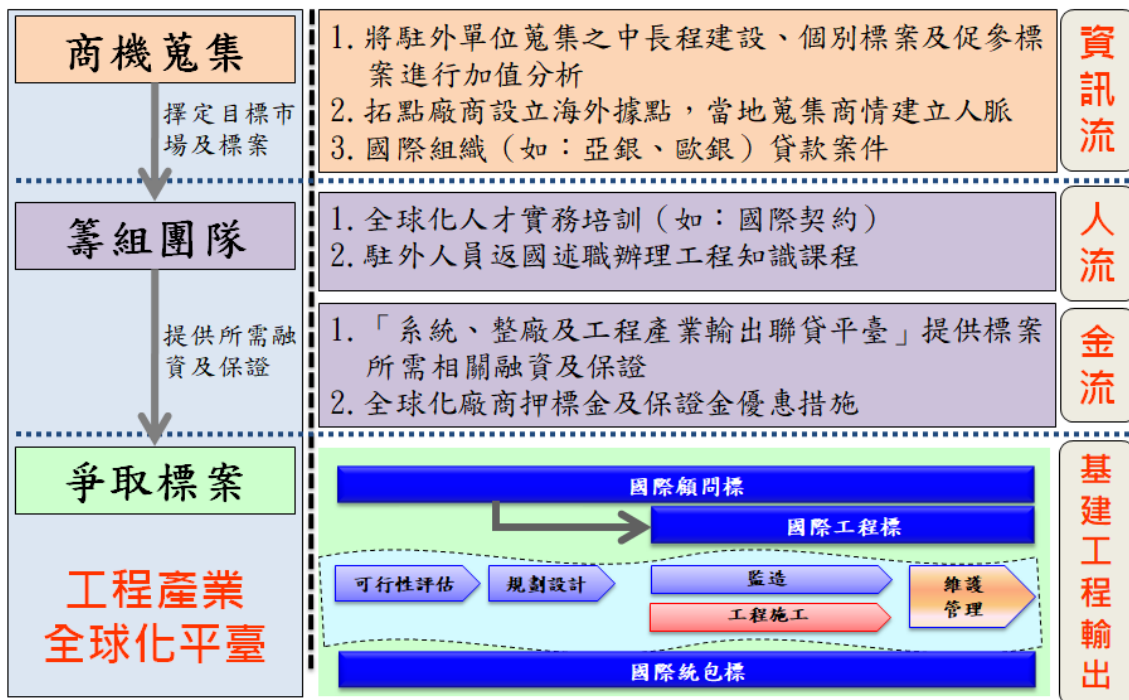 商機蒐集
擇定目標市
場及標案
1. 將駐外單位蒐集之中長程建設、個別標案及促參標
案進行加值分析
2. 拓點廠商設立海外據點，當地蒐集商情建立人脈
3. 國際組織（如：亞銀、歐銀）貸款案件
資訊流
籌組團隊
提供所需融
資及保證
1. 全球化人才實務培訓（如：國際契約）
2. 駐外人員返國述職辦理工程知識課程
人流
1. 「系統、整廠及工程產業輸出聯貸平臺」提供標案
所需相關融資及保證
2. 全球化廠商押標金及保證金優惠措施
金流
爭取標案
工程產業
全球化平臺
國際顧問標
國際工程標
可行性評估
規劃設計
監造
工程施工
維護
管理
國際統包標
基建工程輸出